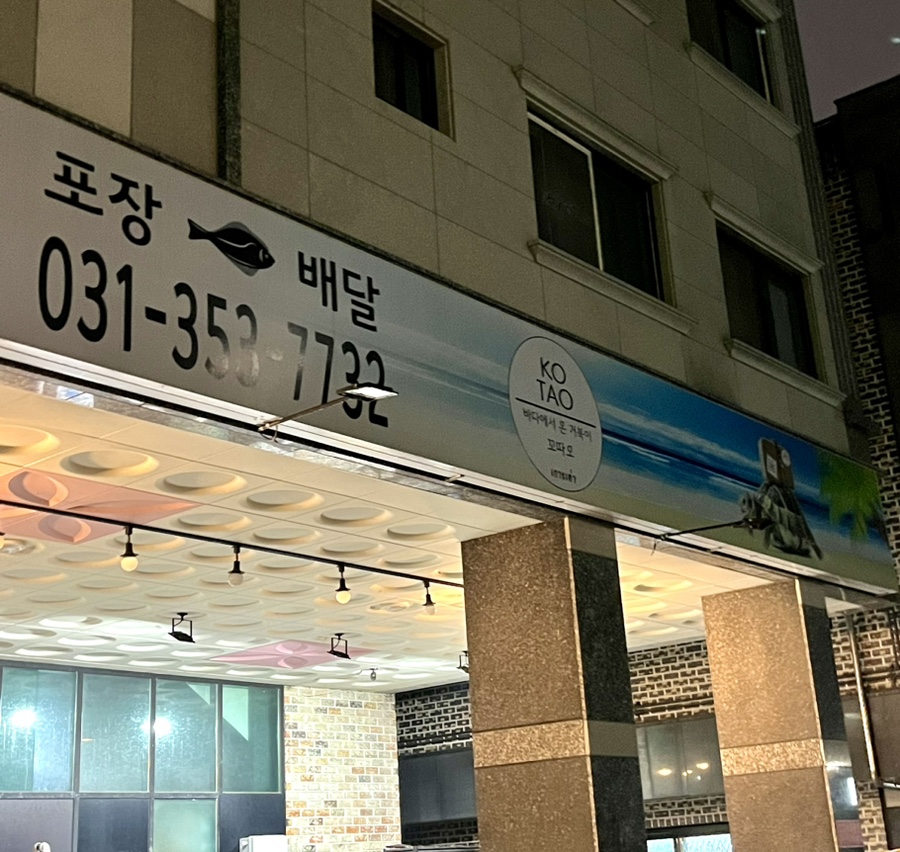 포장 배달
031-353-7732
KO
TAO
바다에서 온 거북이
꼬따오